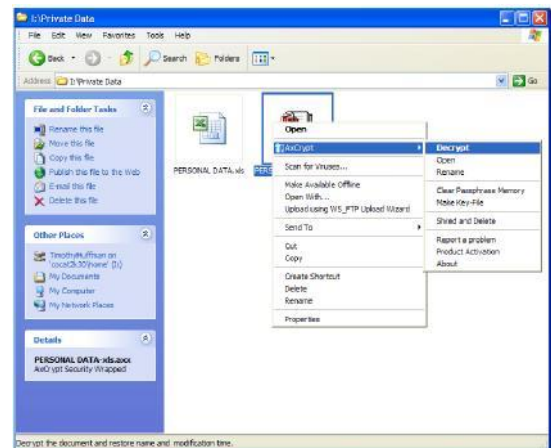 I:\Private Data
File Edit View Favorites Tools Help
Back Search Folders
Address I:\Private Data Go
File and Folder Tasks
Rename this file
Move this file
Copy this file
Publish this file to the Web
E-mail this file
Delete this file
Other Places
TimothyHuffman on
My Documents
My Computer
My Network Places
Details
PERSONAL DATA-xls.axx
AxCrypt Security Wrapped
PERSONAL DATA.xls
Open
AxCrypt
Scan for Viruses...
Make Available Offline
Open With...
Upload using WS_FTP Upload Wizard
Send To
Cut
Copy
Create Shortcut
Delete
Rename
Properties
Decrypt
Open
Rename
Clear Passphrase Memory
Make Key-File
Shred and Delete
Report a problem
Product Activation
About
Decrypt the document and restore name and modification time.